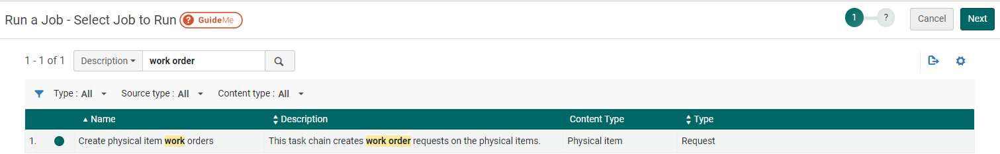 Run a Job - Select Job to Run ? GuideMe 1 ? Cancel Next
1 - 1 of 1 Description work order
Type : All Source type : All Content type : All
Name Description Content Type Type
1. Create physical item work orders This task chain creates work order requests on the physical items. Physical item Request